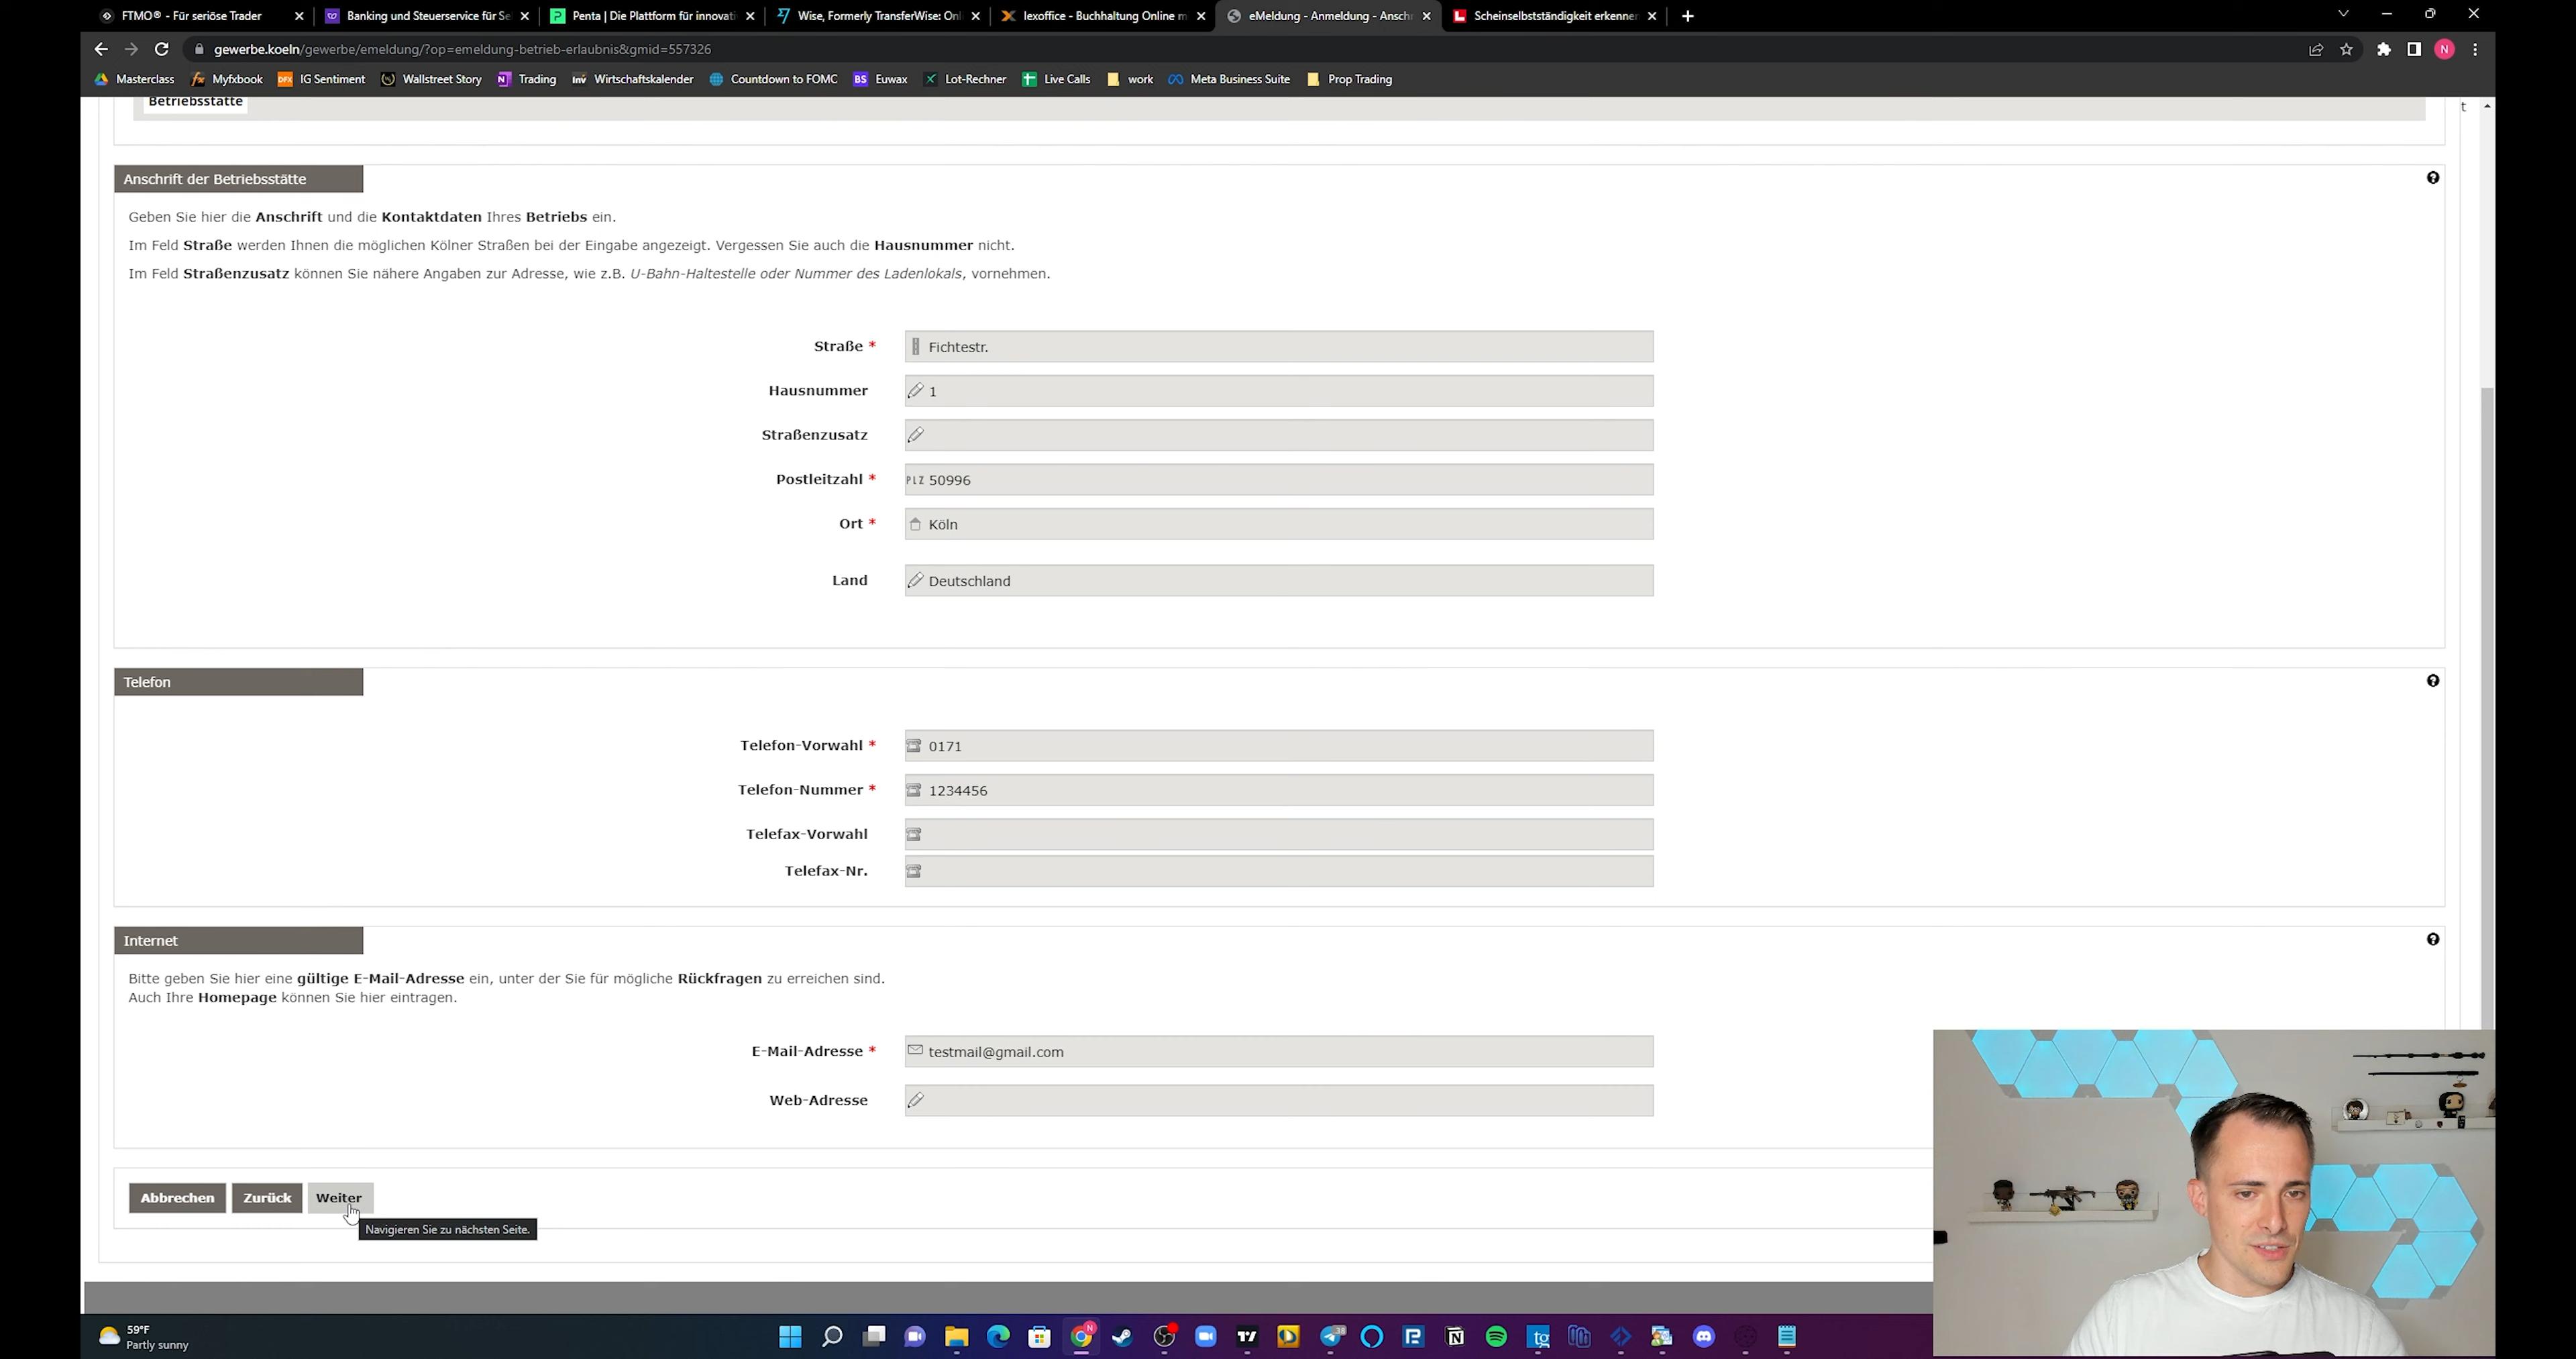 FTMO® - Für seriöse Trader
Banking und Steuerservice für Se
Penta | Die Plattform für innovati
Wise, Formerly TransferWise: Onl
lexoffice - Buchhaltung Online m
eMeldung - Anmeldung - Ansch
Scheinselbstständigkeit erkennen
gewerbe.koeln/gewerbe/emeldung/?op=emeldung-betrieb-erlaubnis&gmid=557326
N
Masterclass
Myfxbook
IG Sentiment
Wallstreet Story
Trading
Wirtschaftskalender
Countdown to FOMC
BS Euwax
Lot-Rechner
Live Calls
work
Meta Business Suite
Prop Trading
Betriebsstätte
t
Anschrift der Betriebsstätte
Geben Sie hier die Anschrift und die Kontaktdaten Ihres Betriebs ein.
Im Feld Straße werden Ihnen die möglichen Kölner Straßen bei der Eingabe angezeigt. Vergessen Sie auch die Hausnummer nicht.
Im Feld Straßenzusatz können Sie nähere Angaben zur Adresse, wie z.B. U-Bahn-Haltestelle oder Nummer des Ladenlokals, vornehmen.
Straße * Fichtestr.
Hausnummer 1
Straßenzusatz
Postleitzahl * PLZ 50996
Ort * Köln
Land Deutschland
Telefon
Telefon-Vorwahl * 0171
Telefon-Nummer * 1234456
Telefax-Vorwahl
Telefax-Nr.
Internet
Bitte geben Sie hier eine gültige E-Mail-Adresse ein, unter der Sie für mögliche Rückfragen zu erreichen sind.
Auch Ihre Homepage können Sie hier eintragen.
E-Mail-Adresse * testmail@gmail.com
Web-Adresse
Abbrechen Zurück Weiter
Navigieren Sie zu nächsten Seite.
59°F
Partly sunny